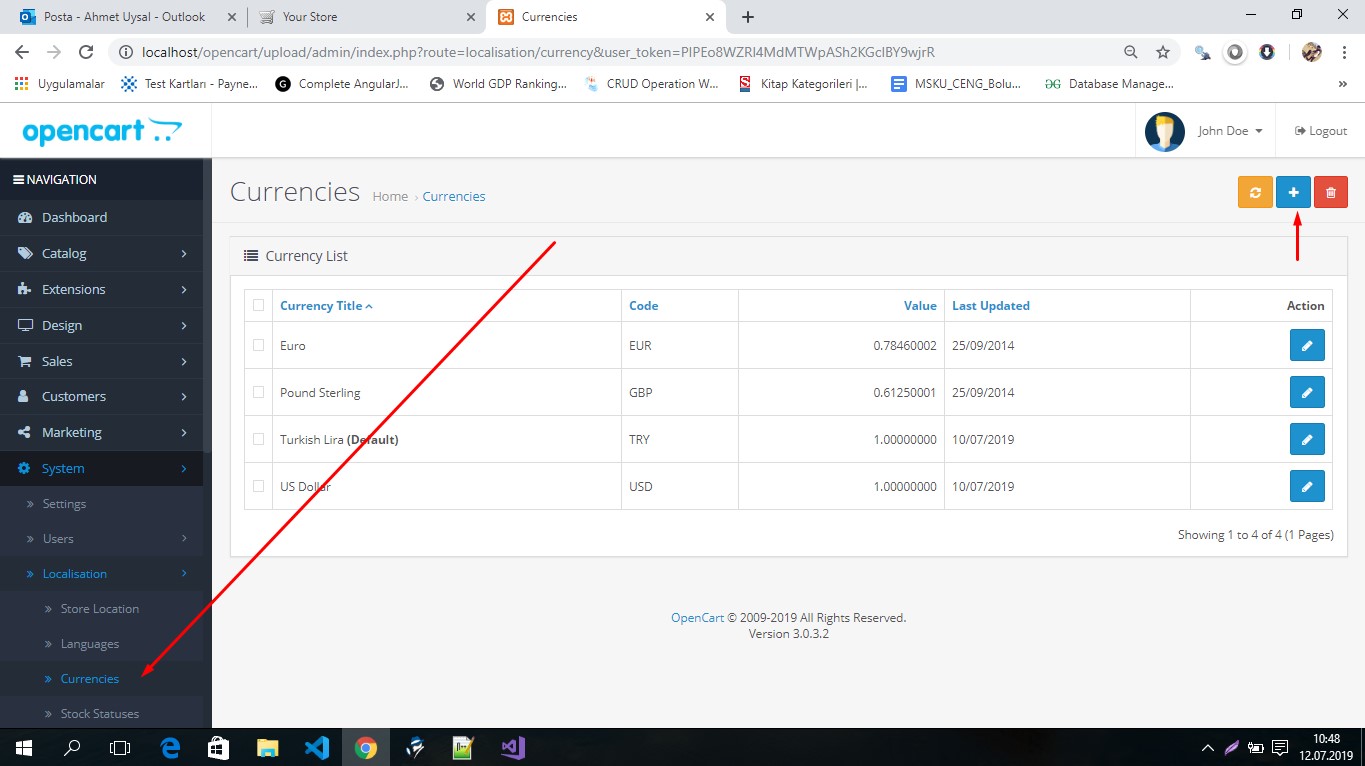 Posta - Ahmet Uysal - Outlook
Your Store
Currencies
localhost/opencart/upload/admin/index.php?route=localisation/currency&user_token=PIPEo8WZRI4MdMTWpASh2KGcIBY9wjrR
Uygulamalar Test Kartları - Payne... Complete AngularJ... World GDP Ranking... CRUD Operation W... Kitap Kategorileri |... MSKU_CENG_Bolu... Database Manage... »
opencart
John Doe
Logout
NAVIGATION
Dashboard
Catalog
Extensions
Design
Sales
Customers
Marketing
System
Settings
Users
Localisation
Store Location
Languages
Currencies
Stock Statuses
Currencies Home › Currencies
Currency List
Currency Title Code Value Last Updated Action
Euro EUR 0.78460002 25/09/2014
Pound Sterling GBP 0.61250001 25/09/2014
Turkish Lira (Default) TRY 1.00000000 10/07/2019
US Dollar USD 1.00000000 10/07/2019
Showing 1 to 4 of 4 (1 Pages)
OpenCart © 2009-2019 All Rights Reserved.
Version 3.0.3.2
10:48
12.07.2019